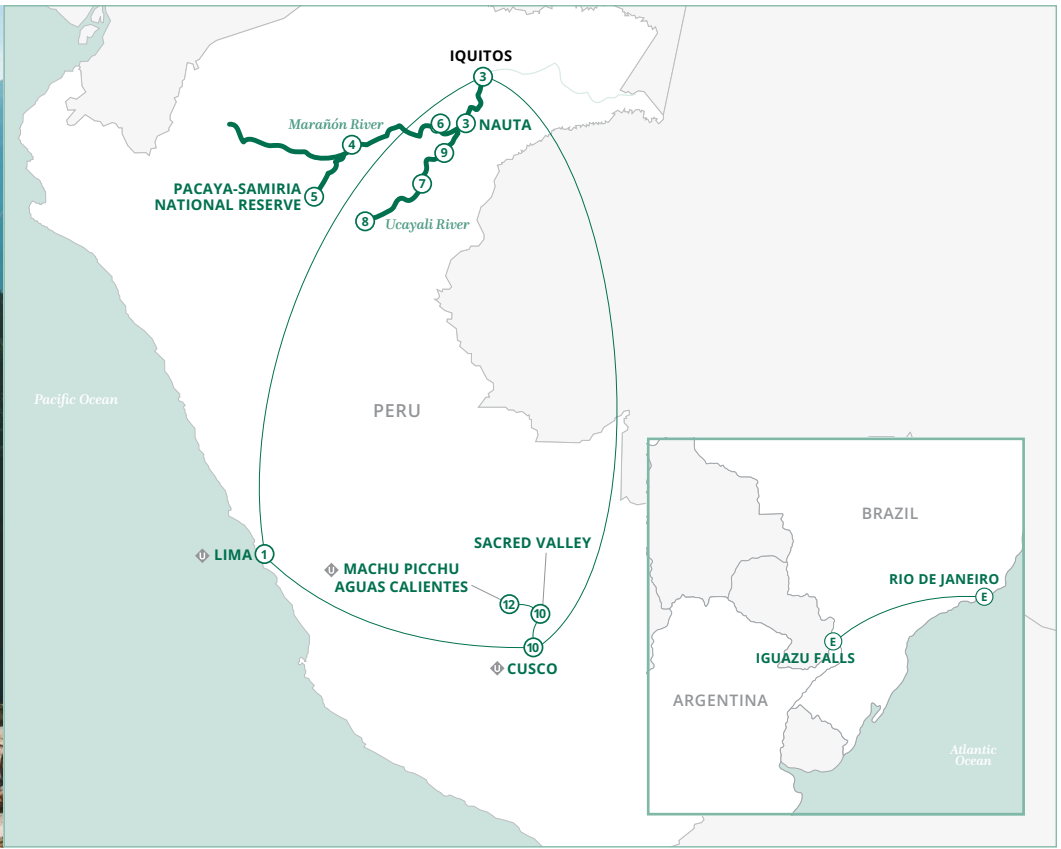 IQUITOS
3
Marañón River
6
3
NAUTA
4
9
PACAYA-SAMIRIA
NATIONAL RESERVE
5
7
8
Ucayali River
Pacific Ocean
PERU
U
LIMA
1
SACRED VALLEY
U
MACHU PICCHU
AGUAS CALIENTES
12
10
10
U
CUSCO
BRAZIL
RIO DE JANEIRO
E
E
IGUAZU FALLS
ARGENTINA
Atlantic
Ocean